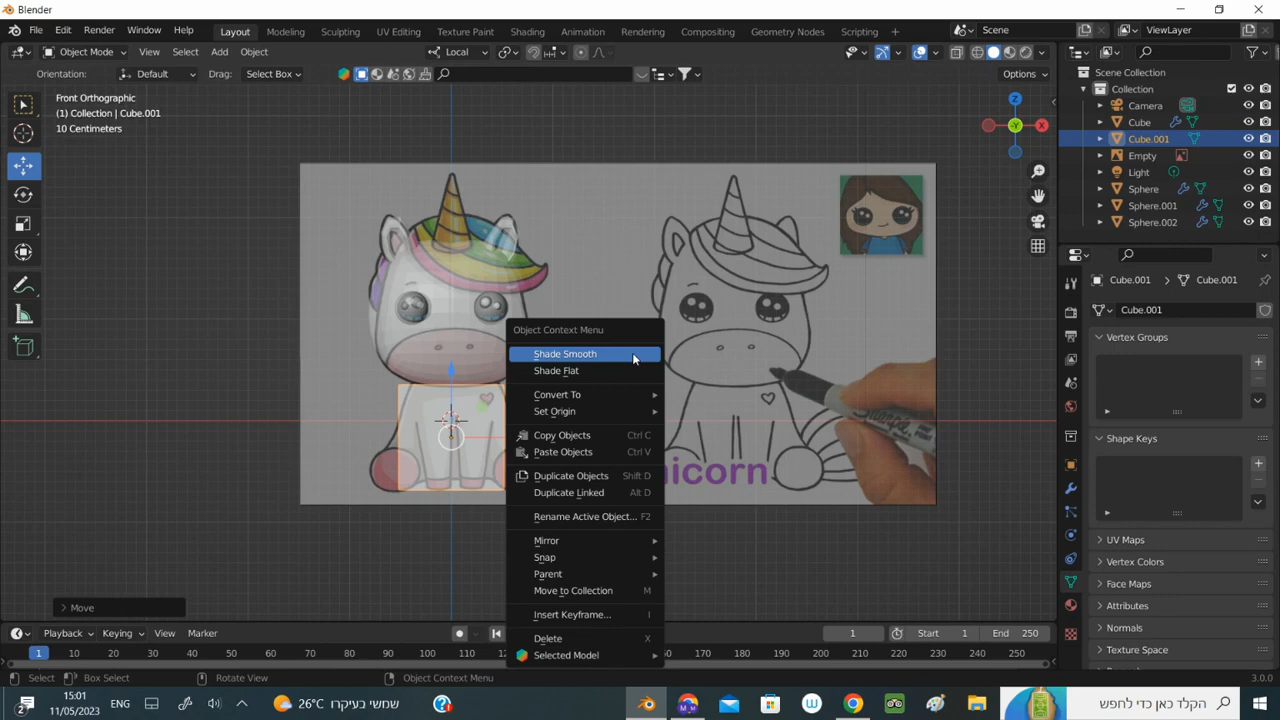 Blender
File Edit Render Window Help
Layout Modeling Sculpting UV Editing Texture Paint Shading Animation Rendering Compositing Geometry Nodes Scripting +
Scene
ViewLayer
Object Mode View Select Add Object
Local
Orientation: Default Drag: Select Box
Options
Front Orthographic
(1) Collection | Cube.001
10 Centimeters
Z
-Y
X
Scene Collection
Collection
Camera
Cube
Cube.001
Empty
Light
Sphere
Sphere.001
Sphere.002
Cube.001 Cube.001
Cube.001
Vertex Groups
Shape Keys
UV Maps
Vertex Colors
Face Maps
Attributes
Normals
Texture Space
Object Context Menu
Shade Smooth
Shade Flat
Convert To
Set Origin
Copy Objects Ctrl C
Paste Objects Ctrl V
Duplicate Objects Shift D
Duplicate Linked Alt D
Rename Active Object... F2
Mirror
Snap
Parent
Move to Collection M
Insert Keyframe... I
Delete X
Selected Model
nicorn
Move
Playback Keying View Marker
1 Start 1 End 250
1 10 20 30 40 50 60 70 80 90 100 110 130 140 150 160 170 180 190 200 210 220 230 240 250
Select Box Select Rotate View Object Context Menu 3.0.0
15:01
11/05/2023
2
ENG
26°C שמשי בעיקרו
הקלד כאן כדי לחפש